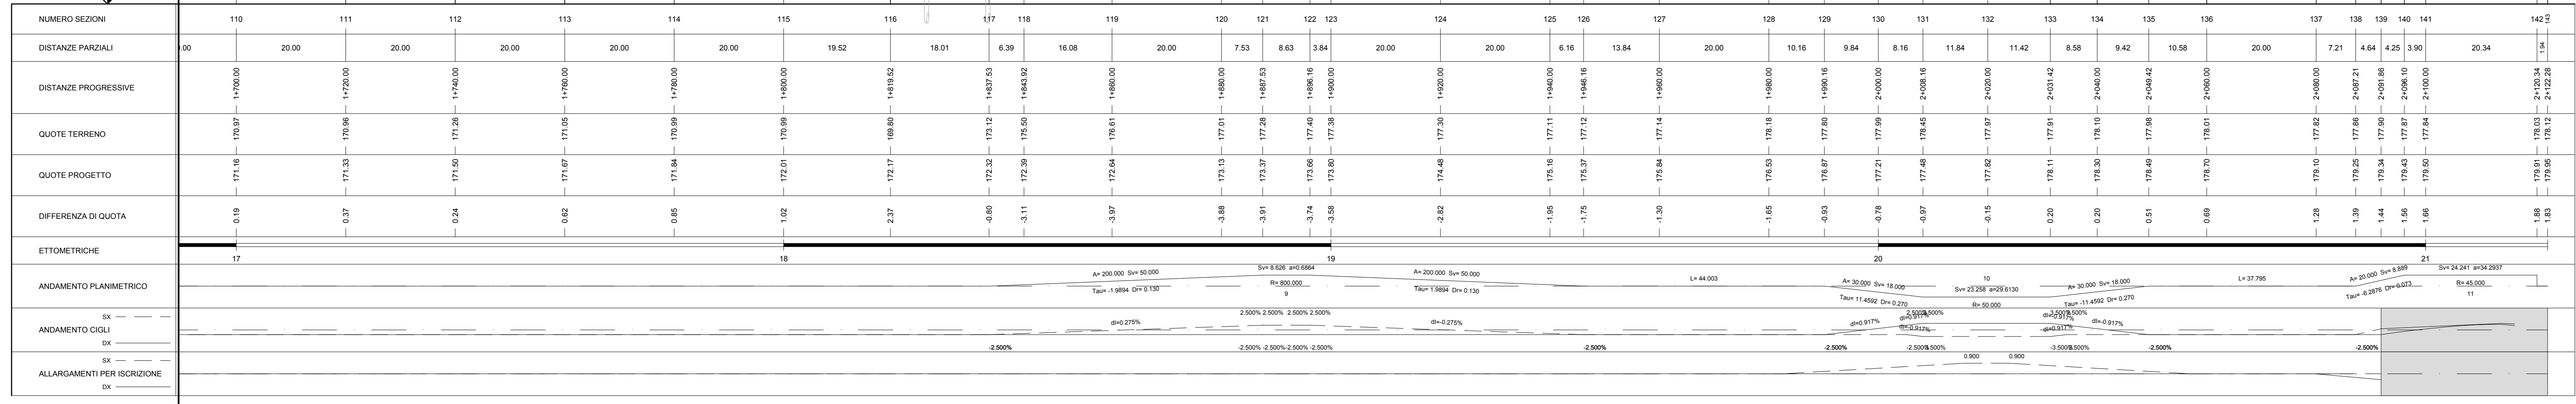 NUMERO SEZIONI 110 111 112 113 114 115 116 117 118 119 120 121 122 123 124 125 126 127 128 129 130 131 132 133 134 135 136 137 138 139 140 141 142 143
DISTANZE PARZIALI 20.00 20.00 20.00 20.00 20.00 19.52 18.01 6.39 16.08 20.00 7.53 8.63 3.84 20.00 20.00 6.16 13.84 20.00 10.16 9.84 8.16 11.84 11.42 8.58 9.42 10.58 20.00 7.21 4.64 4.25 3.90 20.34 1.94
DISTANZE PROGRESSIVE 1+700.00 1+720.00 1+740.00 1+760.00 1+780.00 1+800.00 1+819.52 1+837.53 1+843.92 1+860.00 1+880.00 1+887.53 1+896.16 1+900.00 1+920.00 1+940.00 1+946.16 1+960.00 1+980.00 1+990.16 2+000.00 2+008.16 2+020.00 2+031.42 2+040.00 2+049.42 2+060.00 2+080.00 2+087.21 2+091.86 2+096.10 2+100.00 2+120.34 2+122.28
QUOTE TERRENO 170.97 170.96 171.26 171.05 170.99 170.99 169.80 173.12 175.50 176.61 177.01 177.28 177.40 177.38 177.30 177.11 177.12 177.14 178.18 177.80 177.99 178.45 177.97 177.91 178.10 177.98 178.01 177.82 177.86 177.90 177.87 177.84 178.03 178.12
QUOTE PROGETTO 171.16 171.33 171.50 171.67 171.84 172.01 172.17 172.32 172.39 172.64 173.13 173.37 173.66 173.80 174.48 175.16 175.37 175.84 176.53 176.87 177.21 177.48 177.82 178.11 178.30 178.49 178.70 179.10 179.25 179.34 179.43 179.50 179.91 179.95
DIFFERENZA DI QUOTA 0.19 0.37 0.24 0.62 0.85 1.02 2.37 -0.80 -3.11 -3.97 -3.88 -3.91 -3.74 -3.58 -2.82 -1.95 -1.75 -1.30 -1.65 -0.93 -0.78 -0.97 -0.15 0.20 0.20 0.51 0.69 1.28 1.39 1.44 1.56 1.66 1.88 1.83
ETTOMETRICHE
17 18 19 20 21
ANDAMENTO PLANIMETRICO
A= 200.000 Sv= 50.000
Tau= -1.9894 Dr= 0.130
Sv= 8.626 a=0.6864
R= 800.000
9
A= 200.000 Sv= 50.000
Tau= 1.9894 Dr= 0.130
L= 44.003
A= 30.000 Sv= 18.000
Tau= 11.4592 Dr= 0.270
10
Sv= 23.258 a=29.6130
R= 50.000
A= 30.000 Sv= 18.000
Tau= -11.4592 Dr= 0.270
L= 37.795
A= 20.000 Sv= 8.889
Tau= -6.2876 Dr= 0.073
Sv= 24.241 a=34.2937
R= 45.000
11
SX
ANDAMENTO CIGLI
DX
dI=0.275%
2.500% 2.500% 2.500% 2.500%
dI=-0.275%
dI=0.917%
dI=0.917%
dI=-0.917%
dI=-0.917%
dI=0.917%
dI=-0.917%
-2.500% -2.500% -2.500% -2.500% -2.500% -2.500% -2.500% -2.500% -2.500%
SX
ALLARGAMENTI PER ISCRIZIONE
DX
0.900 0.900